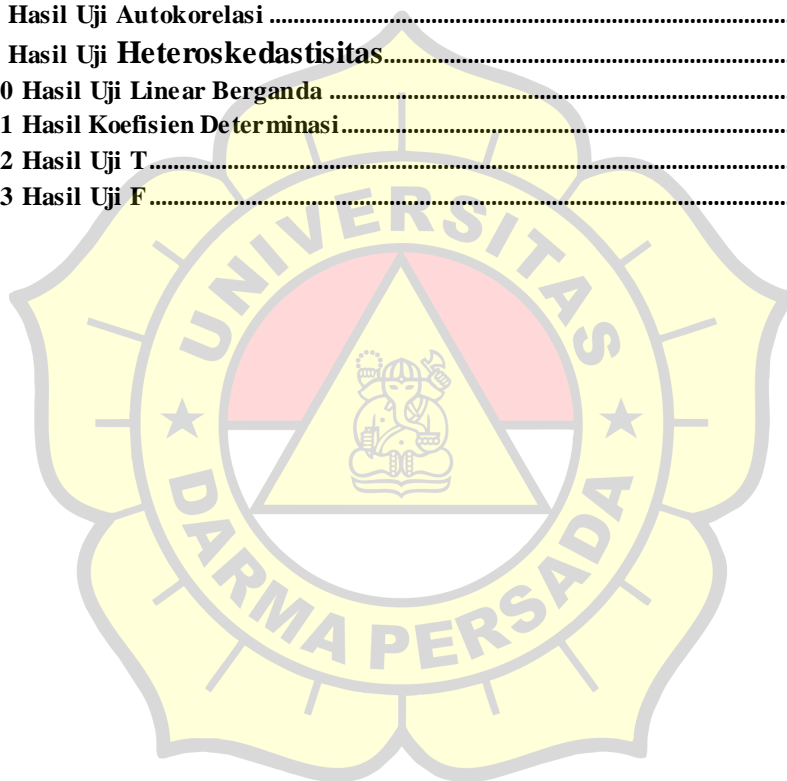 Hasil Uji Autokorelasi ................................................................
Hasil Uji Heteroskedastisitas................................................................
0 Hasil Uji Linear Berganda ................................................................
1 Hasil Koefisien Determinasi................................................................
2 Hasil Uji T................................................................
3 Hasil Uji F................................................................
UNIVERSITAS
DARMA PERSADA